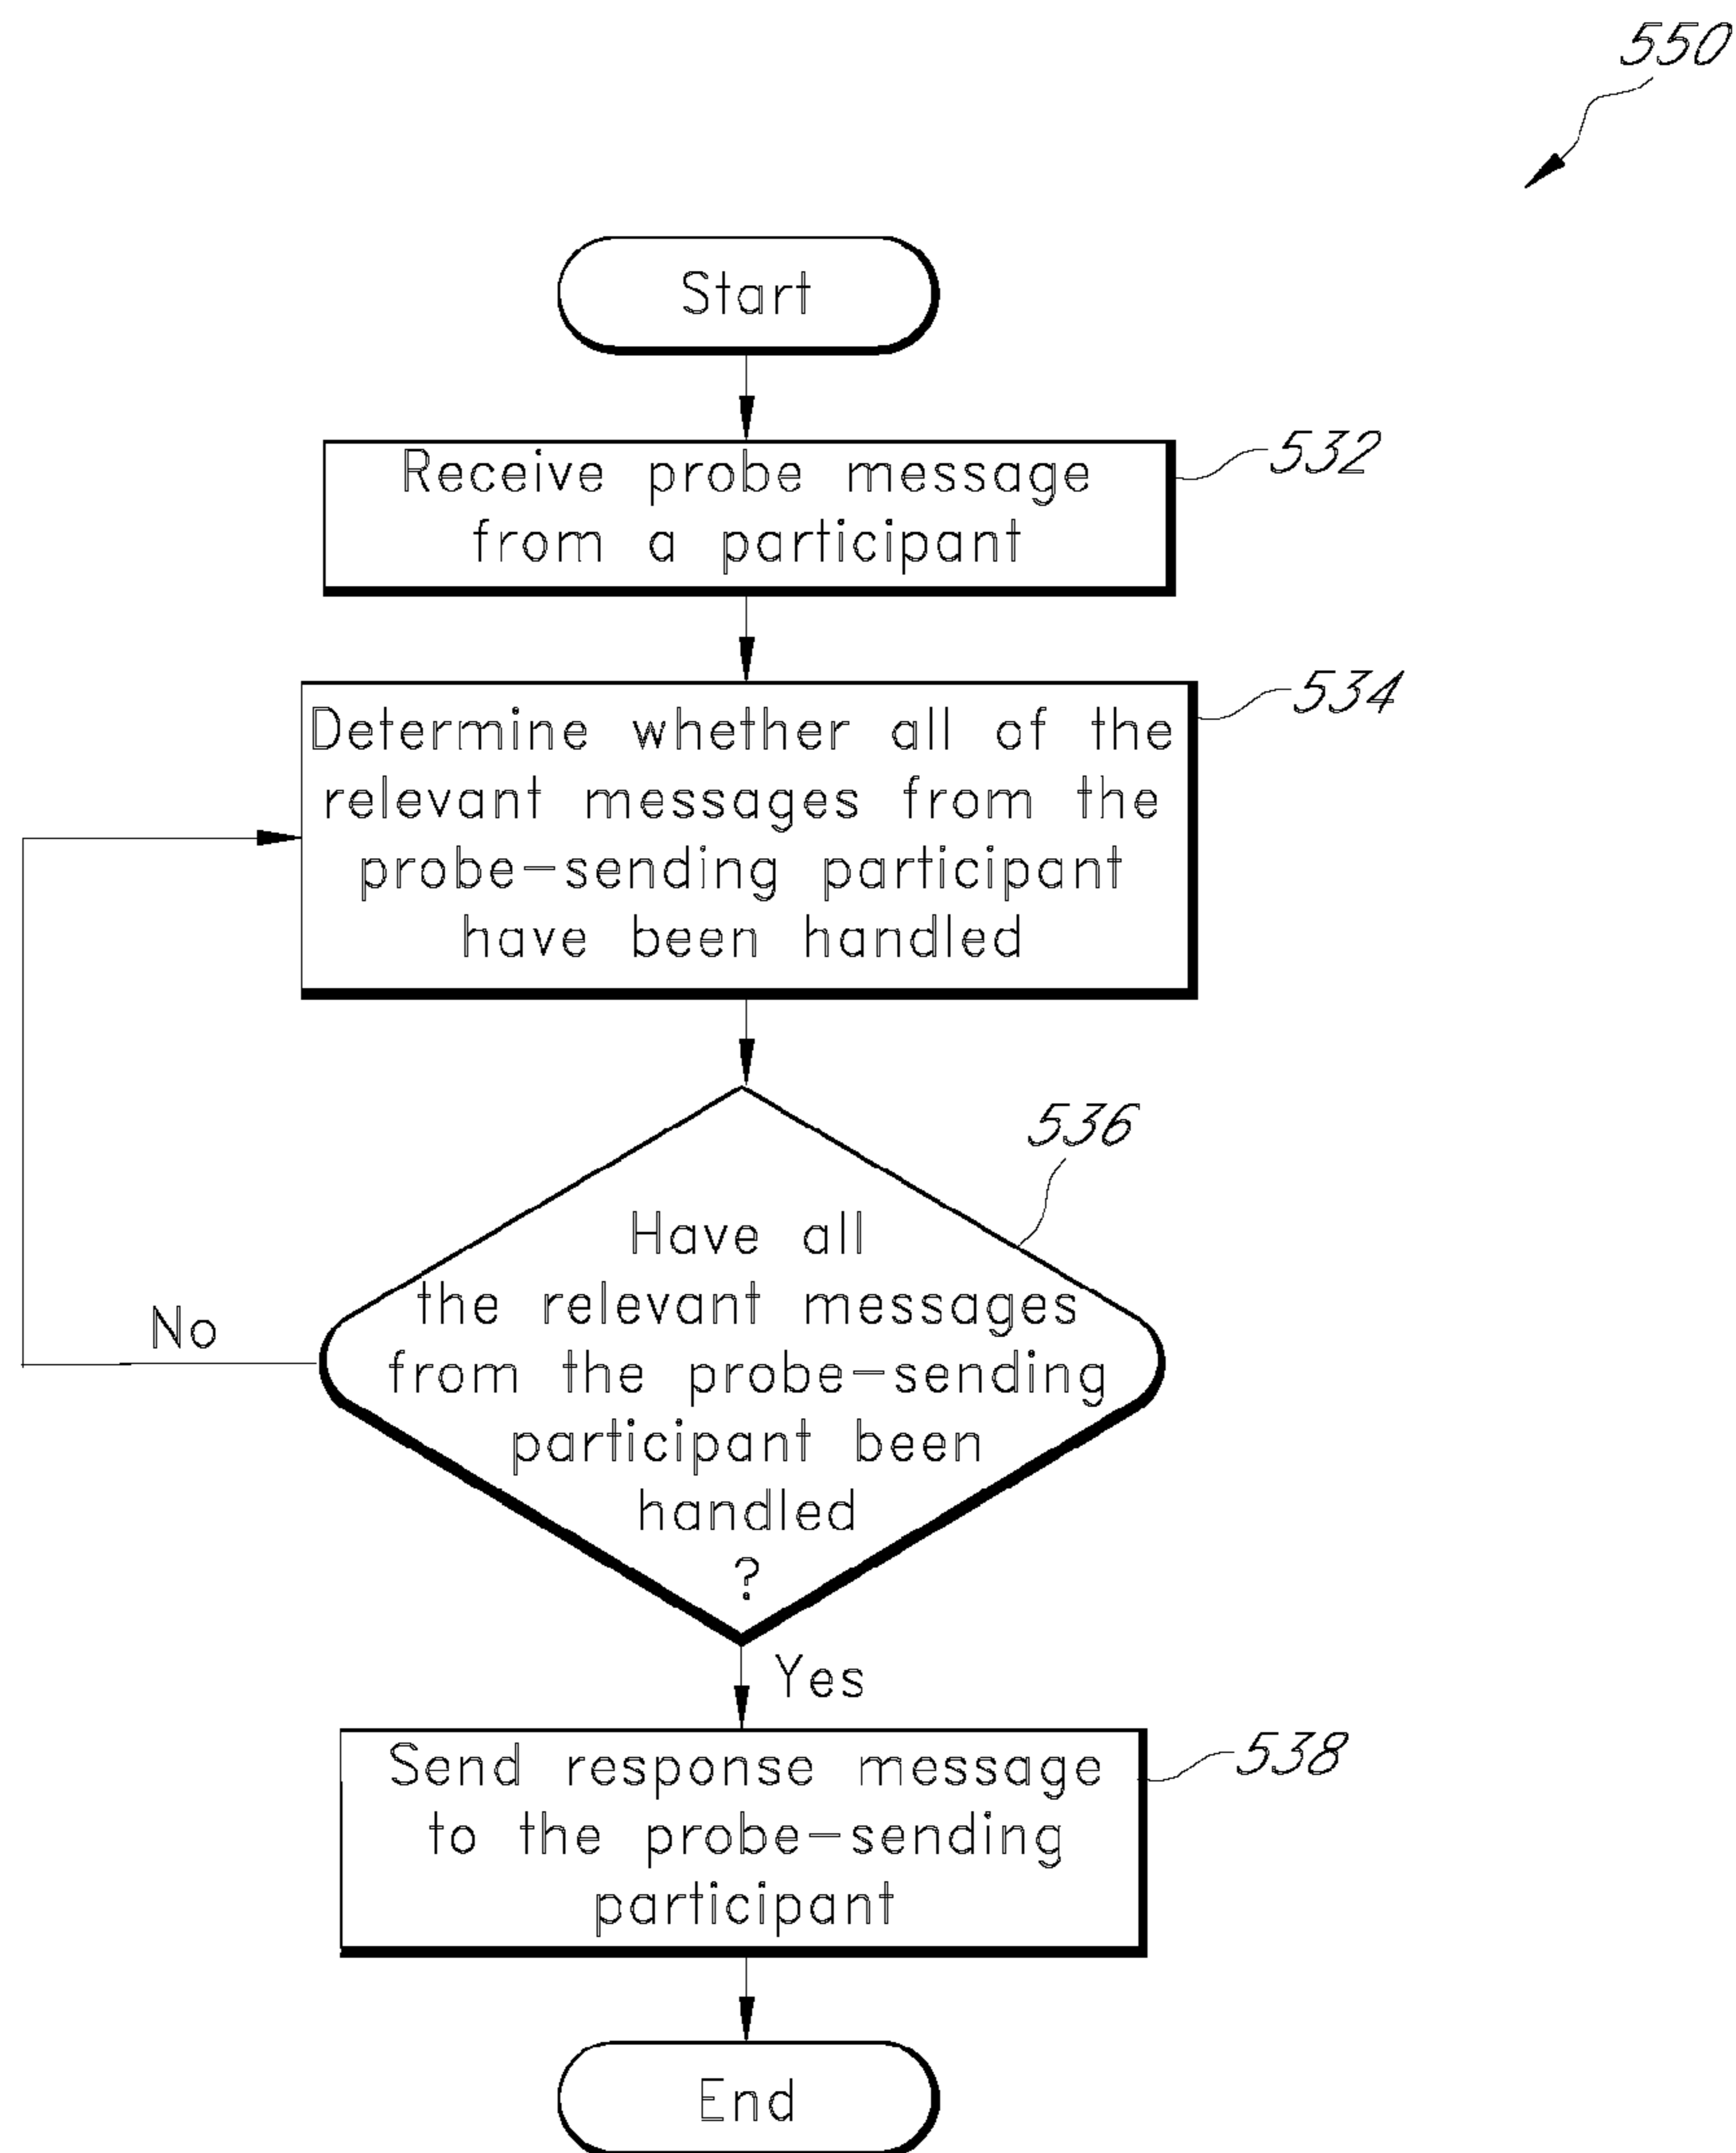 550
Start
Receive probe message
from a participant
532
Determine whether all of the
relevant messages from the
probe-sending participant
have been handled
534
Have all
the relevant messages
from the probe-sending
participant been
handled
?
536
No
Yes
Send response message
to the probe-sending
participant
538
End